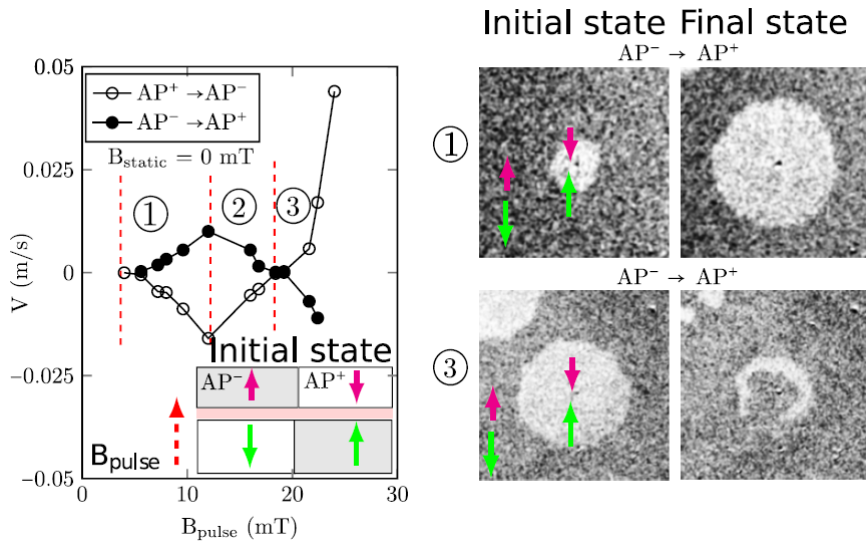 Initial state Final state
AP⁻ → AP⁺
①
AP⁻ → AP⁺
③
0.05
0.025
0
−0.025
−0.05
V (m/s)
AP⁺ →AP⁻
AP⁻ →AP⁺
B_static = 0 mT
① ② ③
Initial state
AP⁻ AP⁺
B_pulse
0 10 20 30
B_pulse (mT)